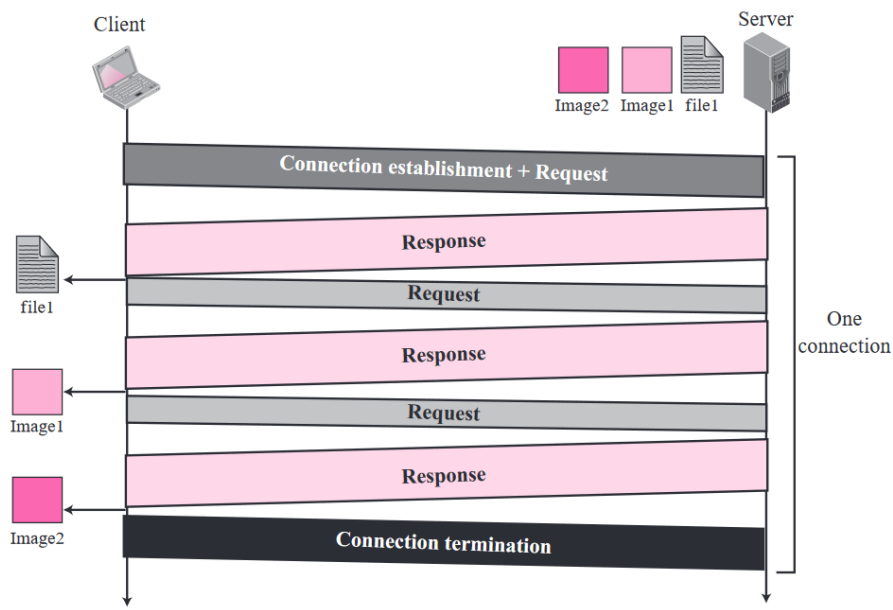 Client
Server
Image2
Image1
file1
Connection establishment + Request
Response
file1
Request
Response
Image1
Request
Response
Image2
Connection termination
One
connection